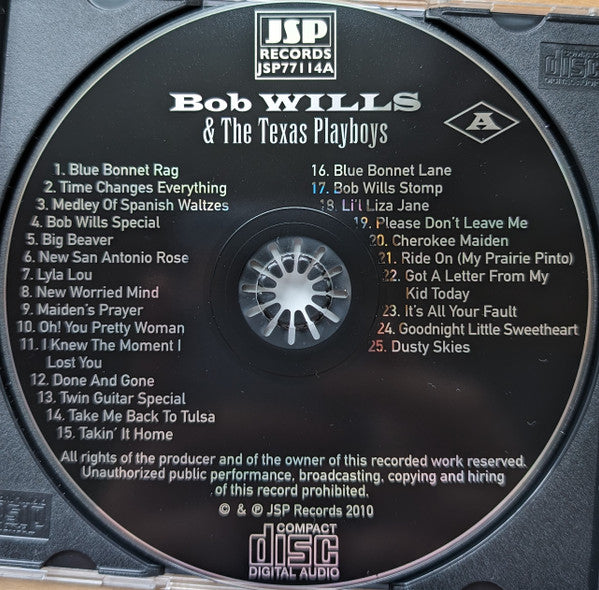 JSP
RECORDS
JSP77114A
Bob WILLS
& The Texas Playboys
A
1. Blue Bonnet Rag
2. Time Changes Everything
3. Medley Of Spanish Waltzes
4. Bob Wills Special
5. Big Beaver
6. New San Antonio Rose
7. Lyla Lou
8. New Worried Mind
9. Maiden's Prayer
10. Oh! You Pretty Woman
11. I Knew The Moment I
Lost You
12. Done And Gone
13. Twin Guitar Special
14. Take Me Back To Tulsa
15. Takin' It Home
16. Blue Bonnet Lane
17. Bob Wills Stomp
18. Li'l Liza Jane
19. Please Don't Leave Me
20. Cherokee Maiden
21. Ride On (My Prairie Pinto)
22. Got A Letter From My
Kid Today
23. It's All Your Fault
24. Goodnight Little Sweetheart
25. Dusty Skies
All rights of the producer and of the owner of this recorded work reserved.
Unauthorized public performance, broadcasting, copying and hiring
of this record prohibited.
© & ℗ JSP Records 2010
COMPACT
disc
DIGITAL AUDIO
disc